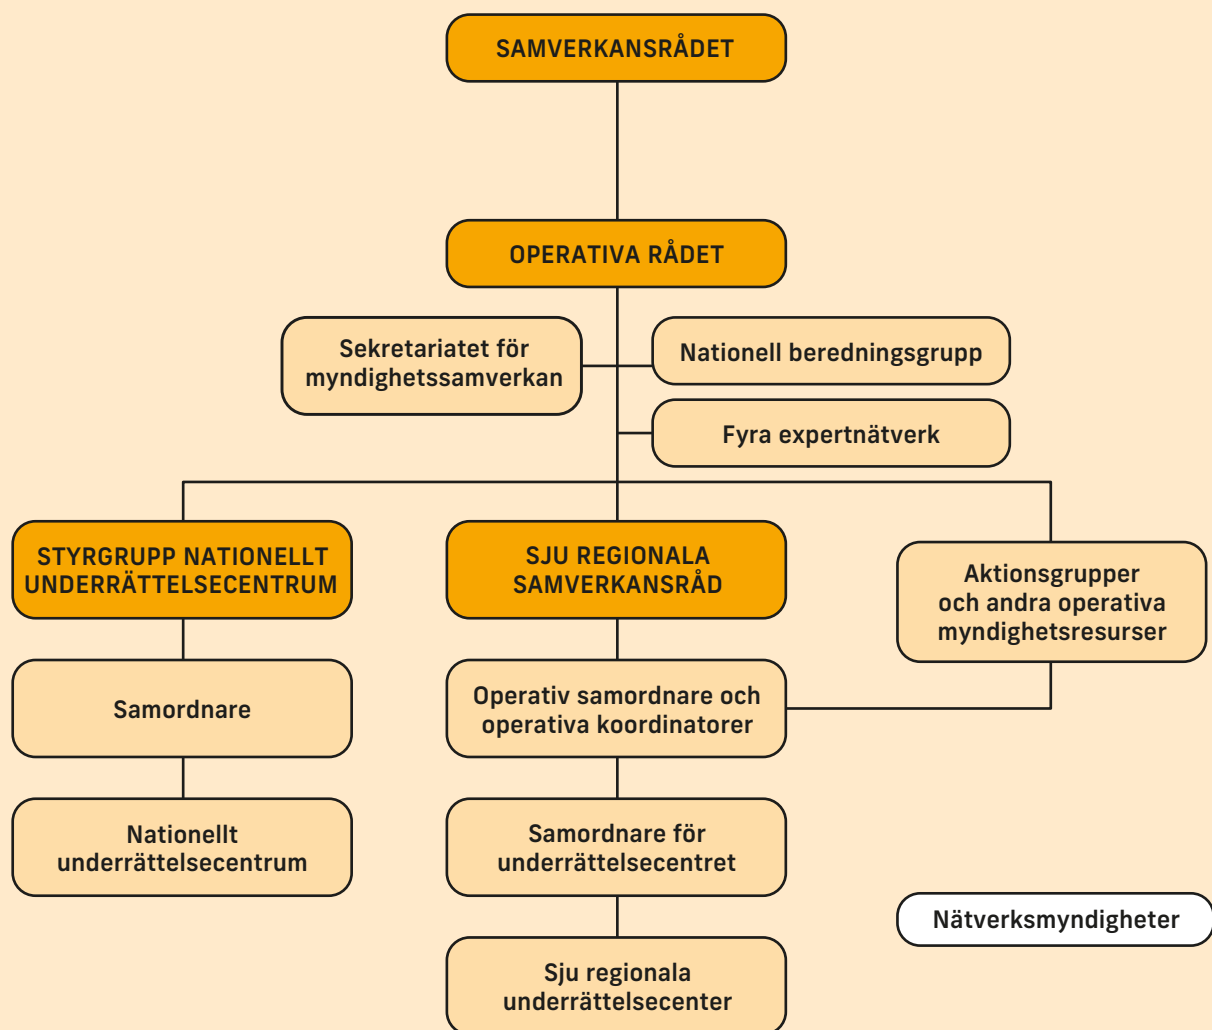 SAMVERKANSRÅDET
OPERATIVA RÅDET
Sekretariatet för
myndighetssamverkan
Nationell beredningsgrupp
Fyra expertnätverk
STYRGRUPP NATIONELLT
UNDERRÄTTELSECENTRUM
SJU REGIONALA
SAMVERKANSRÅD
Aktionsgrupper
och andra operativa
myndighetsresurser
Samordnare
Operativ samordnare och
operativa koordinatorer
Nationellt
underrättelsecentrum
Samordnare för
underrättelsecentret
Nätverksmyndigheter
Sju regionala
underrättelsecenter